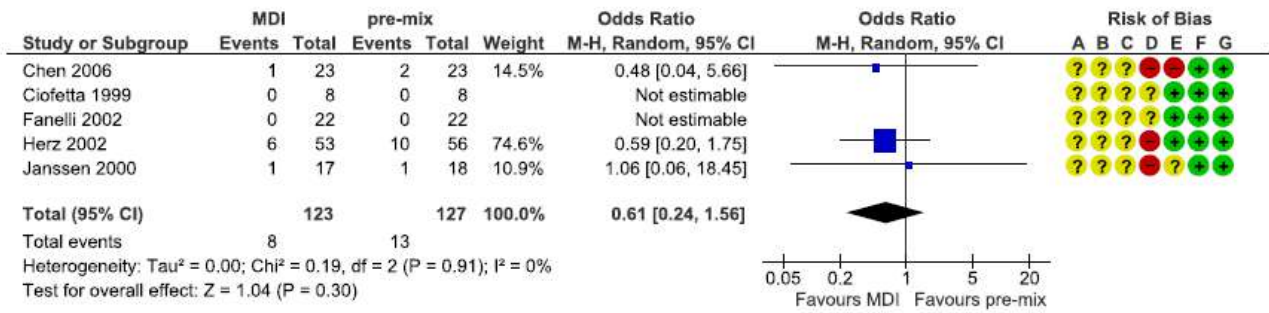 MDI pre-mix Odds Ratio Odds Ratio Risk of Bias
Study or Subgroup Events Total Events Total Weight M-H, Random, 95% CI M-H, Random, 95% CI A B C D E F G
Chen 2006 1 23 2 23 14.5% 0.48 [0.04, 5.66] ? ? ? - - + +
Ciofetta 1999 0 8 0 8 Not estimable ? ? ? ? + + +
Fanelli 2002 0 22 0 22 Not estimable ? ? ? ? + + +
Herz 2002 6 53 10 56 74.6% 0.59 [0.20, 1.75] ? ? ? - + + +
Janssen 2000 1 17 1 18 10.9% 1.06 [0.06, 18.45] ? ? ? - ? + +
Total (95% CI) 123 127 100.0% 0.61 [0.24, 1.56]
Total events 8 13
Heterogeneity: Tau² = 0.00; Chi² = 0.19, df = 2 (P = 0.91); I² = 0%
Test for overall effect: Z = 1.04 (P = 0.30)
0.05 0.2 1 5 20
Favours MDI Favours pre-mix